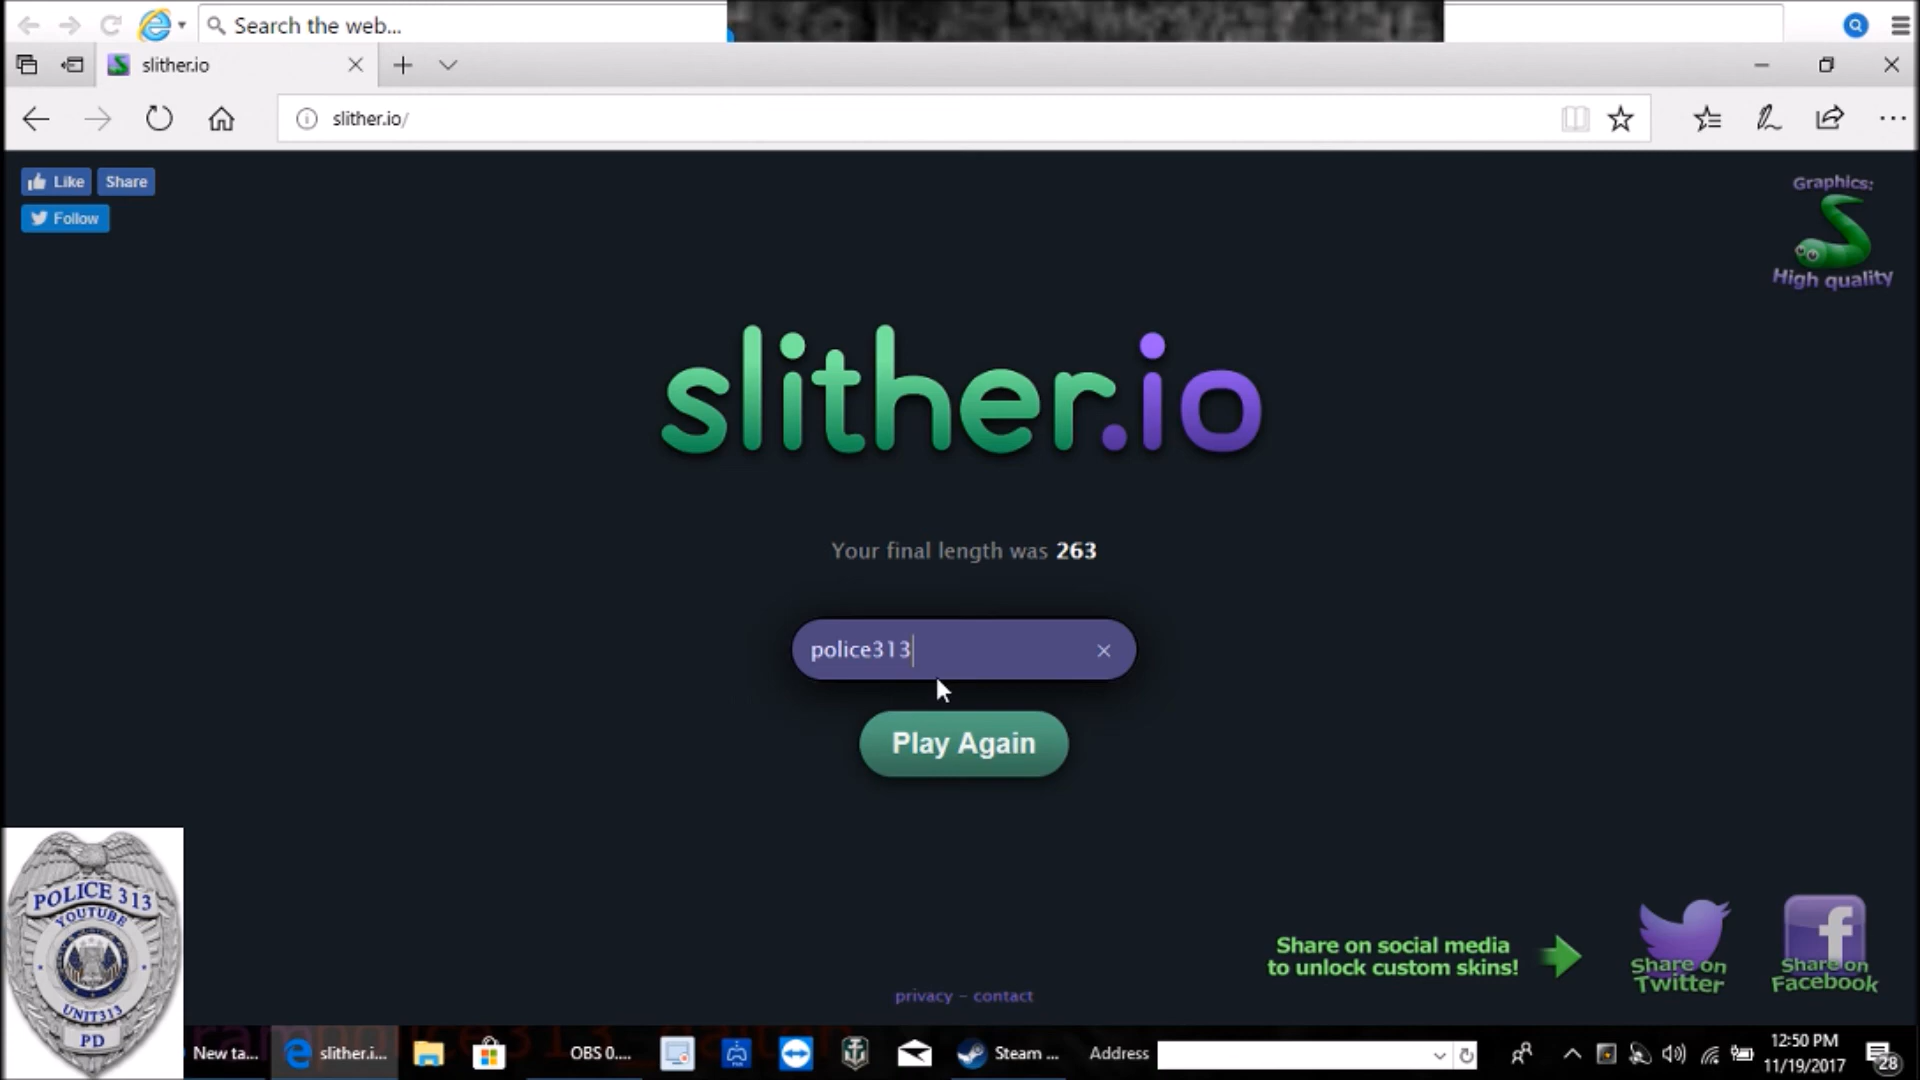 Search the web...
slither.io
slither.io/
Like Share
Follow
Graphics:
High quality
slither.io
Your final length was 263
police313
Play Again
POLICE 313
YOUTUBE
UNIT313
PD
Share on social media
to unlock custom skins!
Share on
Twitter
Share on
Facebook
privacy - contact
New ta...
slither.i...
OBS 0....
Steam ...
Address
12:50 PM
11/19/2017
28